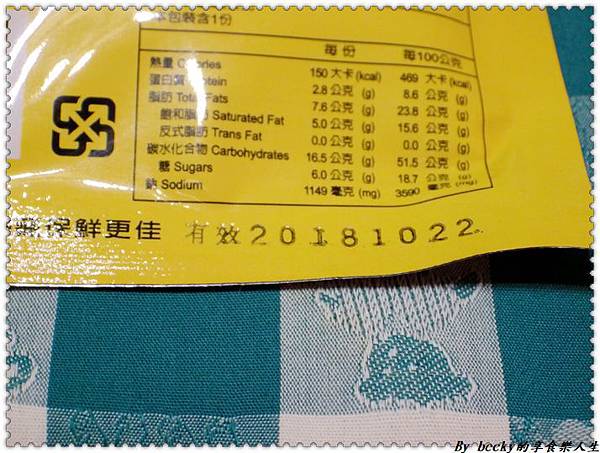 本包裝含1份
每份 每100公克
熱量 Calories 150 大卡(kcal) 469 大卡(kcal)
蛋白質 Protein 2.8 公克 (g) 8.6 公克 (g)
脂肪 Total Fats 7.6 公克 (g) 23.8 公克 (g)
飽和脂肪 Saturated Fat 5.0 公克 (g) 15.6 公克 (g)
反式脂肪 Trans Fat 0.0 公克 (g) 0.0 公克 (g)
碳水化合物 Carbohydrates 16.5 公克 (g) 51.5 公克 (g)
糖 Sugars 6.0 公克 (g) 18.7 公克 (g)
鈉 Sodium 1149 毫克 (mg) 3590 毫克 (mg)
保鮮更佳 有效20181022
By becky的享食樂人生